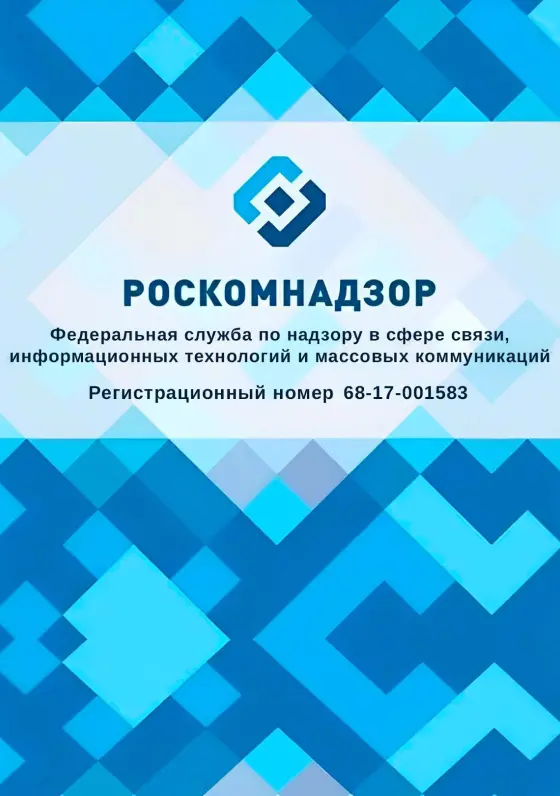 РОСКОМНАДЗОР
Федеральная служба по надзору в сфере связи,
информационных технологий и массовых коммуникаций
Регистрационный номер 68-17-001583